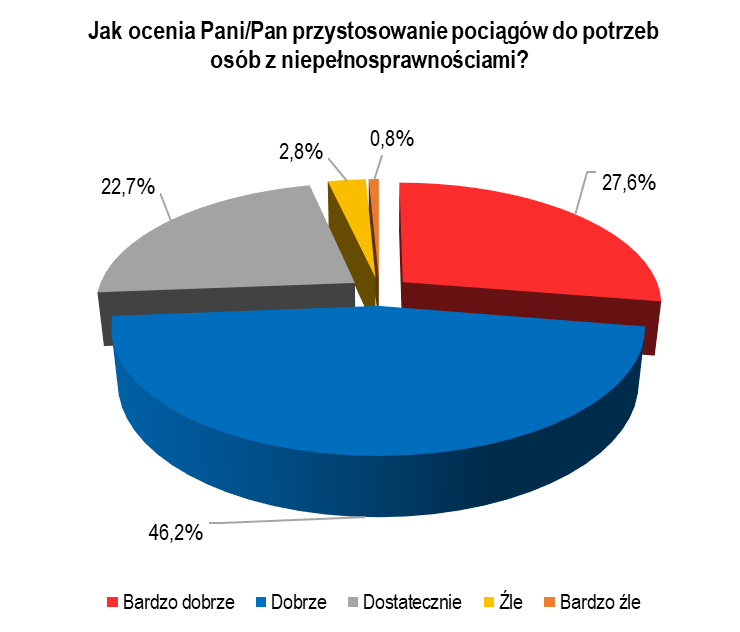 Jak ocenia Pani/Pan przystosowanie pociągów do potrzeb
osób z niepełnosprawnościami?
0,8%
2,8%
22,7%
27,6%
46,2%
Bardzo dobrze Dobrze Dostatecznie Źle Bardzo źle